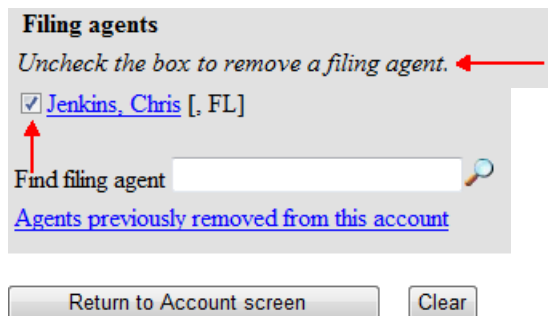 Filing agents
Uncheck the box to remove a filing agent.
Jenkins, Chris [, FL]
Find filing agent
Agents previously removed from this account
Return to Account screen Clear